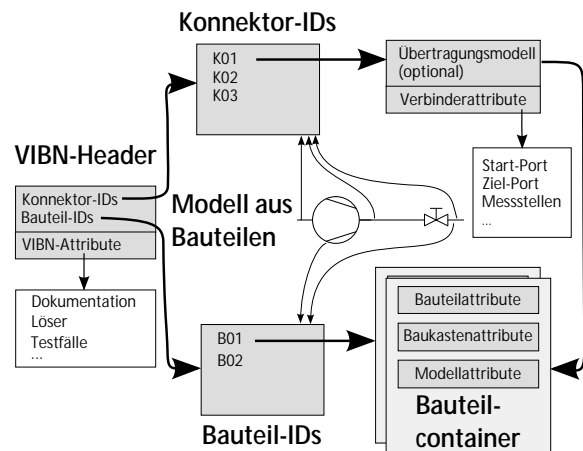 Konnektor-IDs
K01
K02
K03
Übertragungsmodell
(optional)
Verbinderattribute
Start-Port
Ziel-Port
Messstellen
...
VIBN-Header
Konnektor-IDs
Bauteil-IDs
VIBN-Attribute
Dokumentation
Löser
Testfälle
...
Modell aus
Bauteilen
B01
B02
Bauteil-IDs
Bauteilattribute
Baukastenattribute
Modellattribute
Bauteil-
container